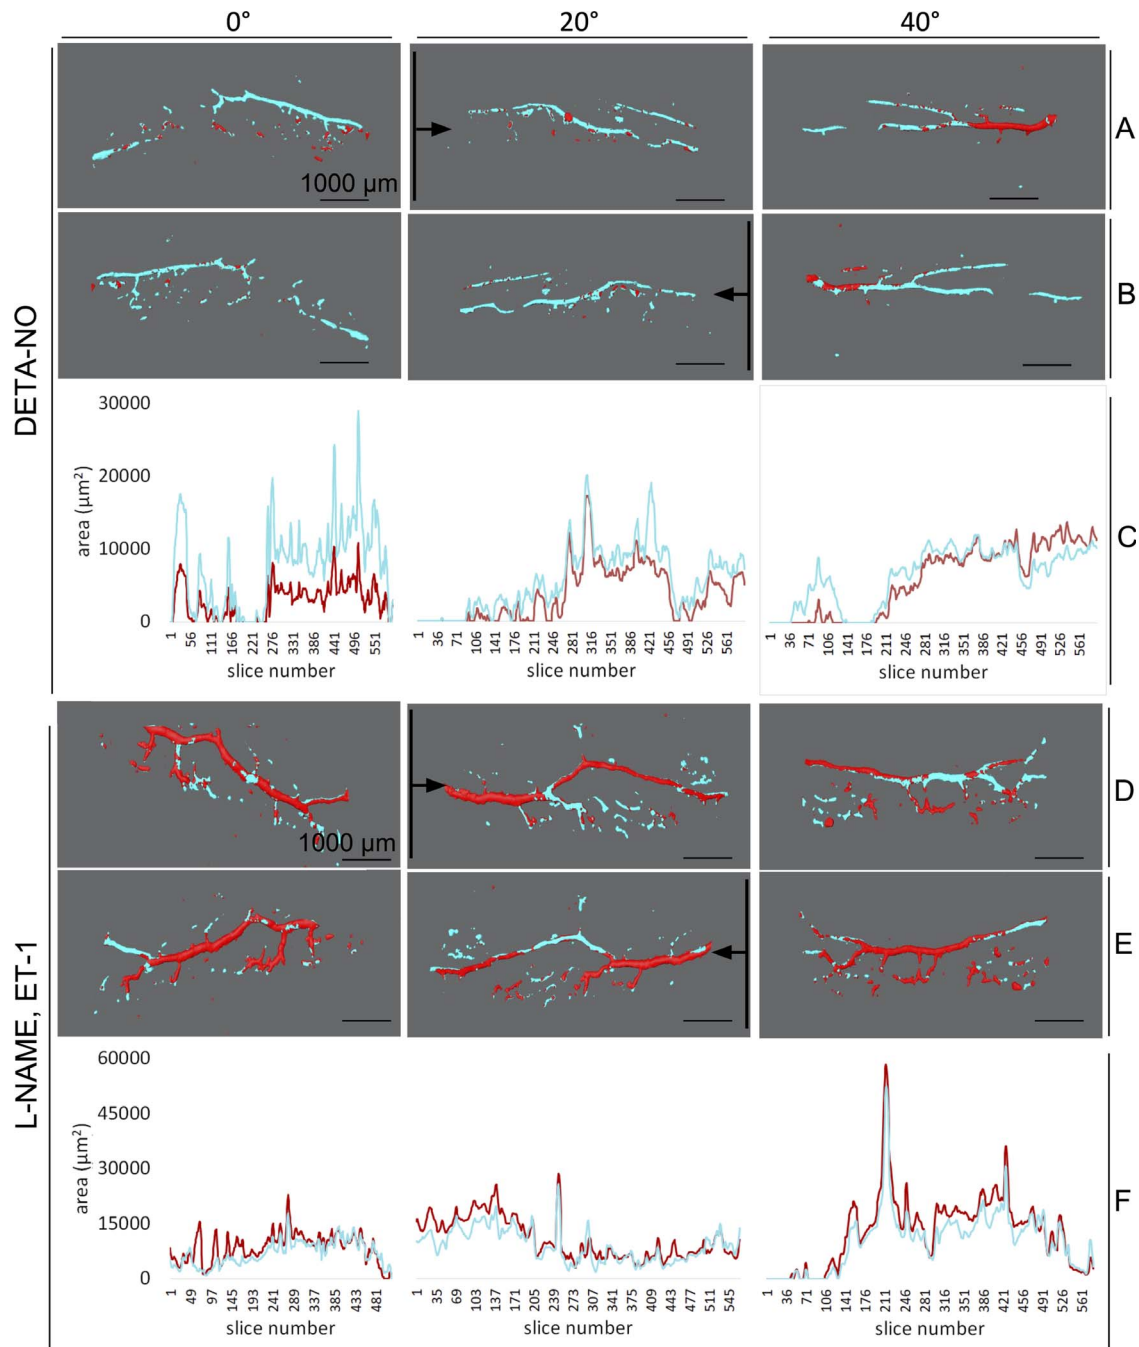 0° 20° 40°
DETA-NO
1000 µm
A
B
area (µm²)
30000
20000
10000
0
C
1 56 111 166 221 276 331 386 441 496 551
1 36 71 106 141 176 211 246 281 316 351 386 421 456 491 526 561
1 36 71 106 141 176 211 246 281 316 351 386 421 456 491 526 561
slice number slice number slice number
L-NAME, ET-1
1000 µm
D
E
area (µm²)
60000
45000
30000
15000
0
F
1 49 97 145 193 241 289 337 385 433 481
1 35 69 103 137 171 205 239 273 307 341 375 409 443 477 511 545
1 36 71 106 141 176 211 246 281 316 351 386 421 456 491 526 561
slice number slice number slice number